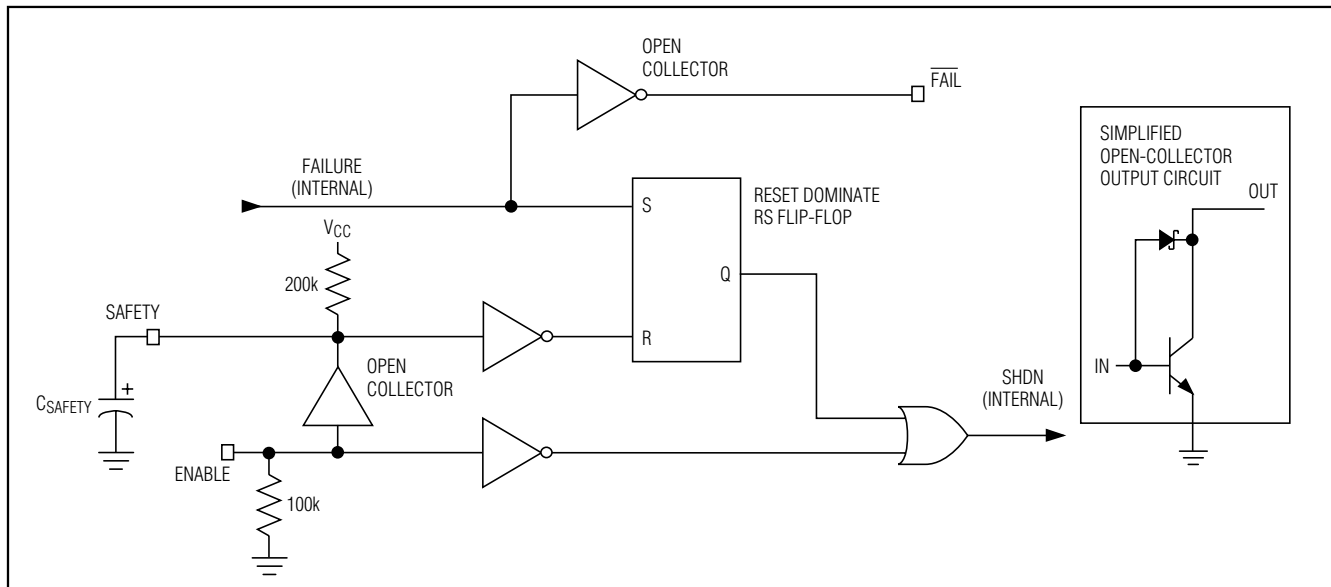 OPEN
COLLECTOR
FAIL
SIMPLIFIED
OPEN-COLLECTOR
OUTPUT CIRCUIT
OUT
IN
FAILURE
(INTERNAL)
S
RESET DOMINATE
RS FLIP-FLOP
VCC
200k
Q
SAFETY
R
OPEN
COLLECTOR
+
CSAFETY
SHDN
(INTERNAL)
ENABLE
100k